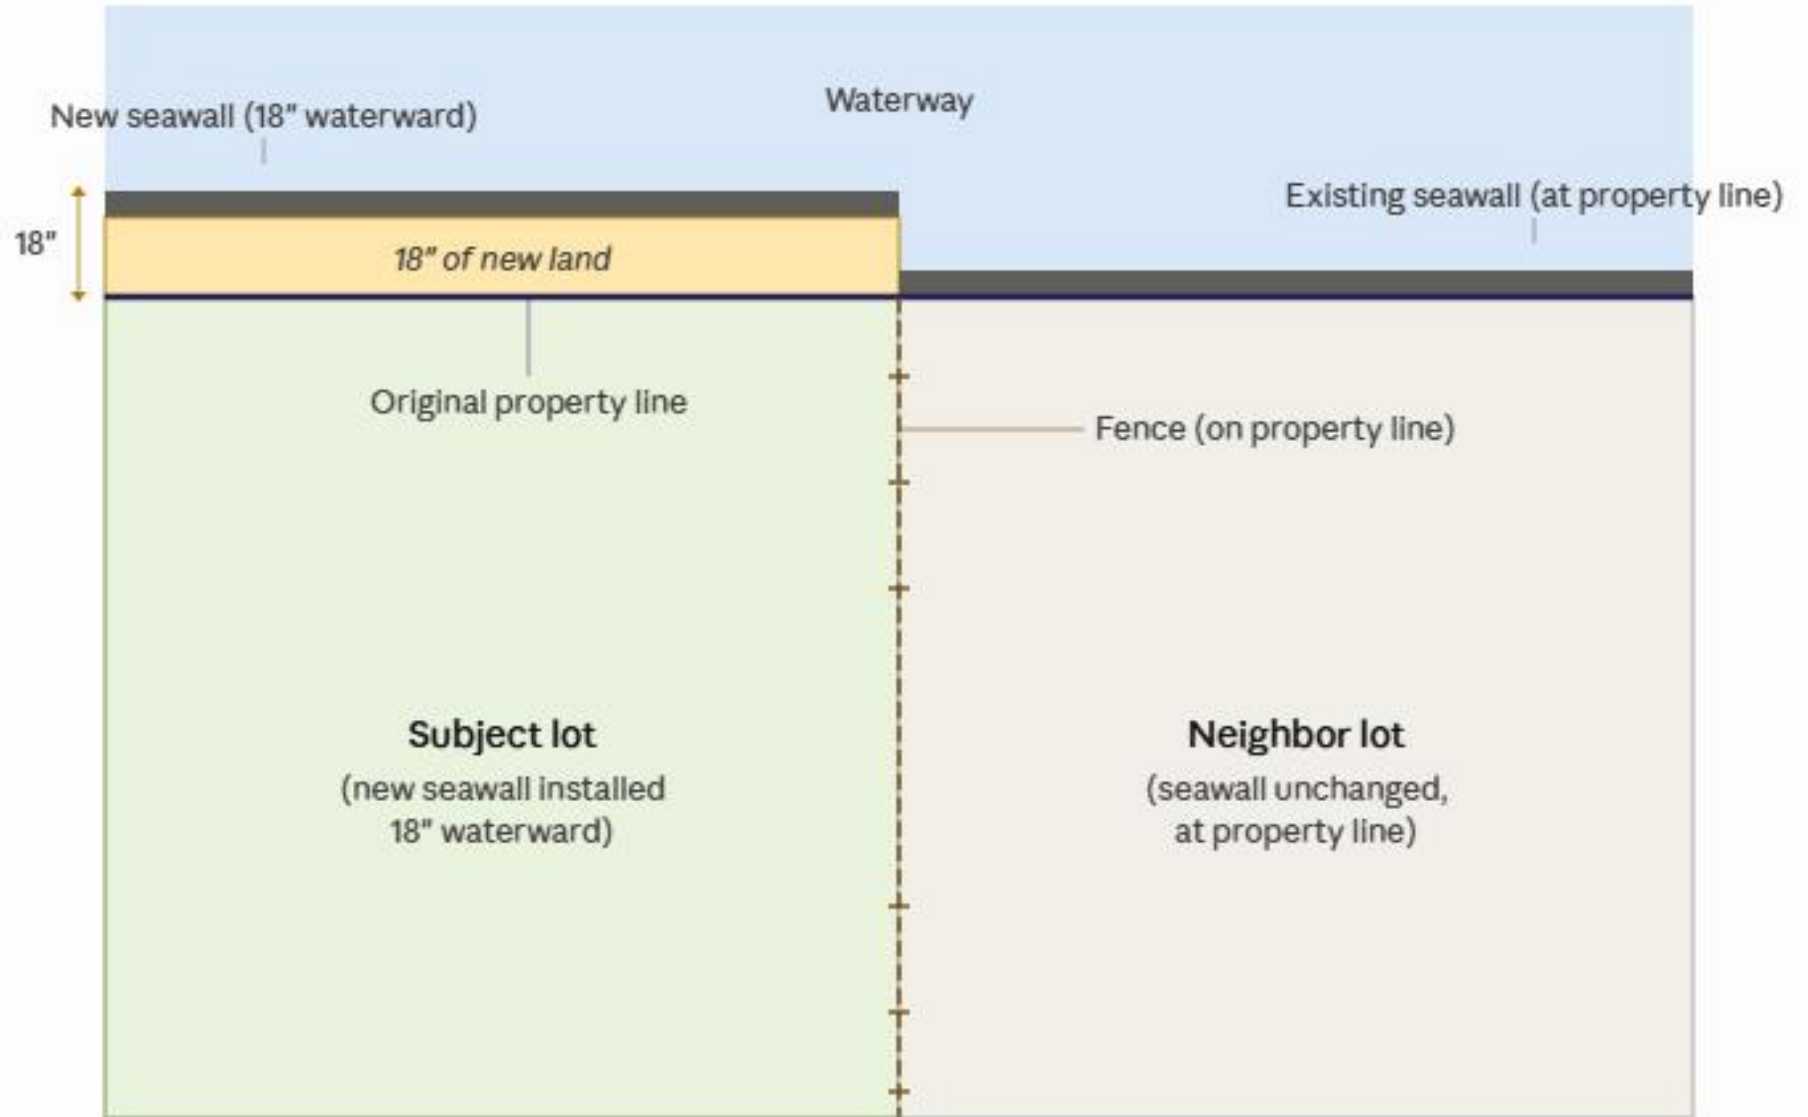 Waterway
New seawall (18" waterward)
Existing seawall (at property line)
18"
18" of new land
Original property line
Fence (on property line)
Subject lot
(new seawall installed
18" waterward)
Neighbor lot
(seawall unchanged,
at property line)